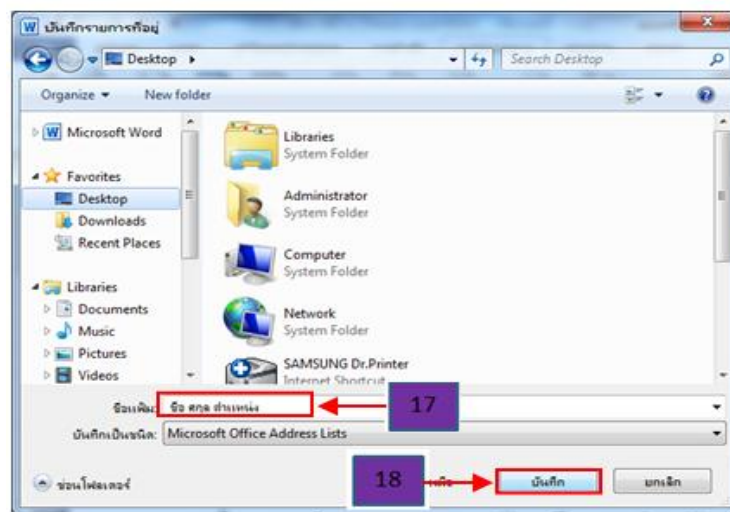 บันทึกรายการที่อยู่
Desktop
Search Desktop
Organize
New folder
Microsoft Word
Favorites
Desktop
Downloads
Recent Places
Libraries
Documents
Music
Pictures
Videos
Libraries
System Folder
Administrator
System Folder
Computer
System Folder
Network
System Folder
SAMSUNG Dr.Printer
Internet Shortcut
ชื่อแฟ้ม: ชื่อ สกุล ตำแหน่ง
17
บันทึกเป็นชนิด: Microsoft Office Address Lists
ซ่อนโฟลเดอร์
18
บันทึก
ยกเลิก